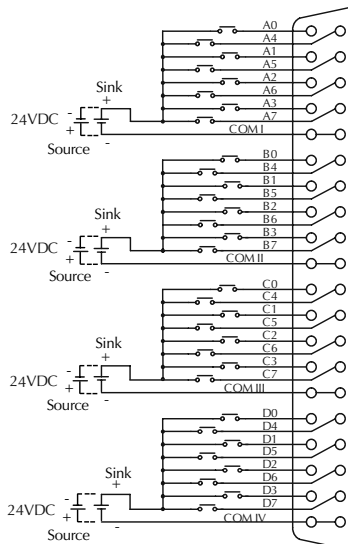 A0
A4
A1
A5
A2
A6
A3
A7
COM I
Sink
+
-
24VDC
+
-
Source
B0
B4
B1
B5
B2
B6
B3
B7
COM II
Sink
+
-
24VDC
+
-
Source
C0
C4
C1
C5
C2
C6
C3
C7
COM III
Sink
+
-
24VDC
+
-
Source
D0
D4
D1
D5
D2
D6
D3
D7
COM IV
Sink
+
-
24VDC
+
-
Source